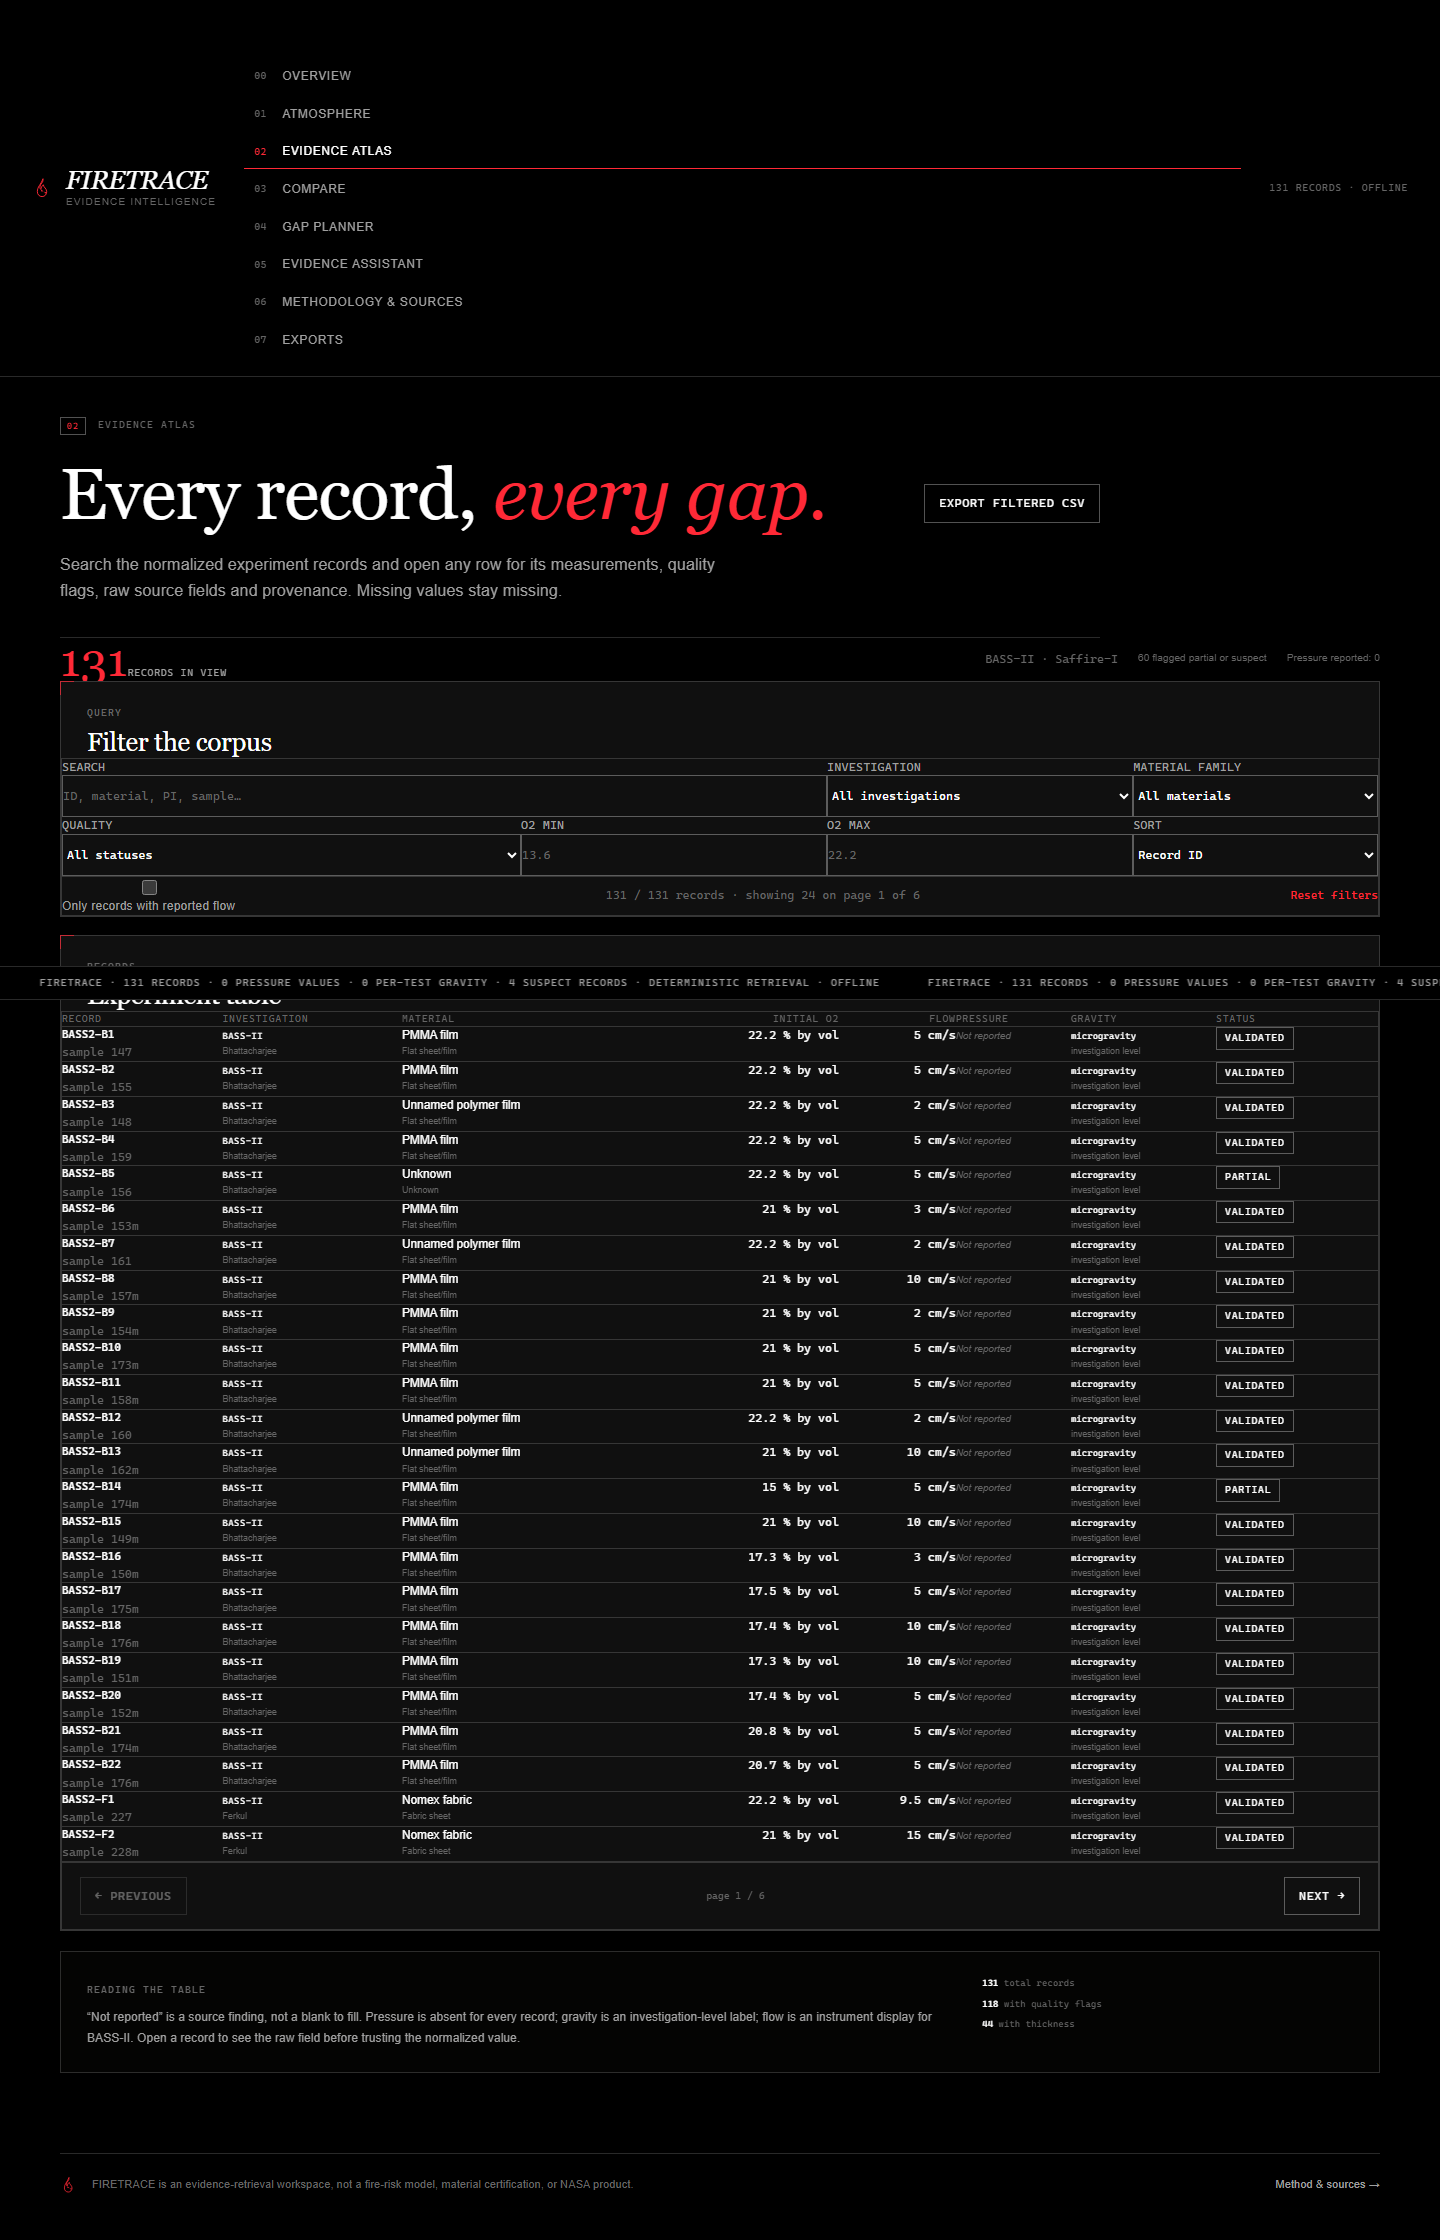 00 OVERVIEW
01 ATMOSPHERE
02 EVIDENCE ATLAS
03 COMPARE
04 GAP PLANNER
05 EVIDENCE ASSISTANT
06 METHODOLOGY & SOURCES
07 EXPORTS
FIRETRACE
EVIDENCE INTELLIGENCE
131 RECORDS · OFFLINE
02 EVIDENCE ATLAS
Every record, every gap.
EXPORT FILTERED CSV
Search the normalized experiment records and open any row for its measurements, quality
flags, raw source fields and provenance. Missing values stay missing.
131 RECORDS IN VIEW
BASS-II · Saffire-I 60 flagged partial or suspect Pressure reported: 0
QUERY
Filter the corpus
SEARCH INVESTIGATION MATERIAL FAMILY
ID, material, PI, sample… All investigations All materials
QUALITY O2 MIN O2 MAX SORT
All statuses 13.6 22.2 Record ID
Only records with reported flow 131 / 131 records · showing 24 on page 1 of 6 Reset filters
RECORDS
FIRETRACE · 131 RECORDS · 0 PRESSURE VALUES · 0 PER-TEST GRAVITY · 4 SUSPECT RECORDS · DETERMINISTIC RETRIEVAL · OFFLINE FIRETRACE · 131 RECORDS · 0 PRESSURE VALUES · 0 PER-TEST GRAVITY · 4 SUSP
Experiment table
RECORD INVESTIGATION MATERIAL INITIAL O2 FLOW PRESSURE GRAVITY STATUS
BASS2-B1 BASS-II PMMA film 22.2 % by vol 5 cm/s Not reported microgravity VALIDATED
sample 147 Bhattacharjee Flat sheet/film investigation level
BASS2-B2 BASS-II PMMA film 22.2 % by vol 5 cm/s Not reported microgravity VALIDATED
sample 155 Bhattacharjee Flat sheet/film investigation level
BASS2-B3 BASS-II Unnamed polymer film 22.2 % by vol 2 cm/s Not reported microgravity VALIDATED
sample 148 Bhattacharjee Flat sheet/film investigation level
BASS2-B4 BASS-II PMMA film 22.2 % by vol 5 cm/s Not reported microgravity VALIDATED
sample 159 Bhattacharjee Flat sheet/film investigation level
BASS2-B5 BASS-II Unknown 22.2 % by vol 5 cm/s Not reported microgravity PARTIAL
sample 156 Bhattacharjee Unknown investigation level
BASS2-B6 BASS-II PMMA film 21 % by vol 3 cm/s Not reported microgravity VALIDATED
sample 153m Bhattacharjee Flat sheet/film investigation level
BASS2-B7 BASS-II Unnamed polymer film 22.2 % by vol 2 cm/s Not reported microgravity VALIDATED
sample 161 Bhattacharjee Flat sheet/film investigation level
BASS2-B8 BASS-II PMMA film 21 % by vol 10 cm/s Not reported microgravity VALIDATED
sample 157m Bhattacharjee Flat sheet/film investigation level
BASS2-B9 BASS-II PMMA film 21 % by vol 2 cm/s Not reported microgravity VALIDATED
sample 154m Bhattacharjee Flat sheet/film investigation level
BASS2-B10 BASS-II PMMA film 21 % by vol 5 cm/s Not reported microgravity VALIDATED
sample 173m Bhattacharjee Flat sheet/film investigation level
BASS2-B11 BASS-II PMMA film 21 % by vol 5 cm/s Not reported microgravity VALIDATED
sample 158m Bhattacharjee Flat sheet/film investigation level
BASS2-B12 BASS-II Unnamed polymer film 22.2 % by vol 2 cm/s Not reported microgravity VALIDATED
sample 160 Bhattacharjee Flat sheet/film investigation level
BASS2-B13 BASS-II Unnamed polymer film 21 % by vol 10 cm/s Not reported microgravity VALIDATED
sample 162m Bhattacharjee Flat sheet/film investigation level
BASS2-B14 BASS-II PMMA film 15 % by vol 5 cm/s Not reported microgravity PARTIAL
sample 174m Bhattacharjee Flat sheet/film investigation level
BASS2-B15 BASS-II PMMA film 21 % by vol 10 cm/s Not reported microgravity VALIDATED
sample 149m Bhattacharjee Flat sheet/film investigation level
BASS2-B16 BASS-II PMMA film 17.3 % by vol 3 cm/s Not reported microgravity VALIDATED
sample 150m Bhattacharjee Flat sheet/film investigation level
BASS2-B17 BASS-II PMMA film 17.5 % by vol 5 cm/s Not reported microgravity VALIDATED
sample 175m Bhattacharjee Flat sheet/film investigation level
BASS2-B18 BASS-II PMMA film 17.4 % by vol 10 cm/s Not reported microgravity VALIDATED
sample 176m Bhattacharjee Flat sheet/film investigation level
BASS2-B19 BASS-II PMMA film 17.3 % by vol 10 cm/s Not reported microgravity VALIDATED
sample 151m Bhattacharjee Flat sheet/film investigation level
BASS2-B20 BASS-II PMMA film 17.4 % by vol 5 cm/s Not reported microgravity VALIDATED
sample 152m Bhattacharjee Flat sheet/film investigation level
BASS2-B21 BASS-II PMMA film 20.8 % by vol 5 cm/s Not reported microgravity VALIDATED
sample 174m Bhattacharjee Flat sheet/film investigation level
BASS2-B22 BASS-II PMMA film 20.7 % by vol 5 cm/s Not reported microgravity VALIDATED
sample 176m Bhattacharjee Flat sheet/film investigation level
BASS2-F1 BASS-II Nomex fabric 22.2 % by vol 9.5 cm/s Not reported microgravity VALIDATED
sample 227 Ferkul Fabric sheet investigation level
BASS2-F2 BASS-II Nomex fabric 21 % by vol 15 cm/s Not reported microgravity VALIDATED
sample 228m Ferkul Fabric sheet investigation level
← PREVIOUS page 1 / 6 NEXT →
READING THE TABLE
“Not reported” is a source finding, not a blank to fill. Pressure is absent for every record; gravity is an investigation-level label; flow is an instrument display for
BASS-II. Open a record to see the raw field before trusting the normalized value.
131 total records
118 with quality flags
44 with thickness
FIRETRACE is an evidence-retrieval workspace, not a fire-risk model, material certification, or NASA product.
Method & sources →